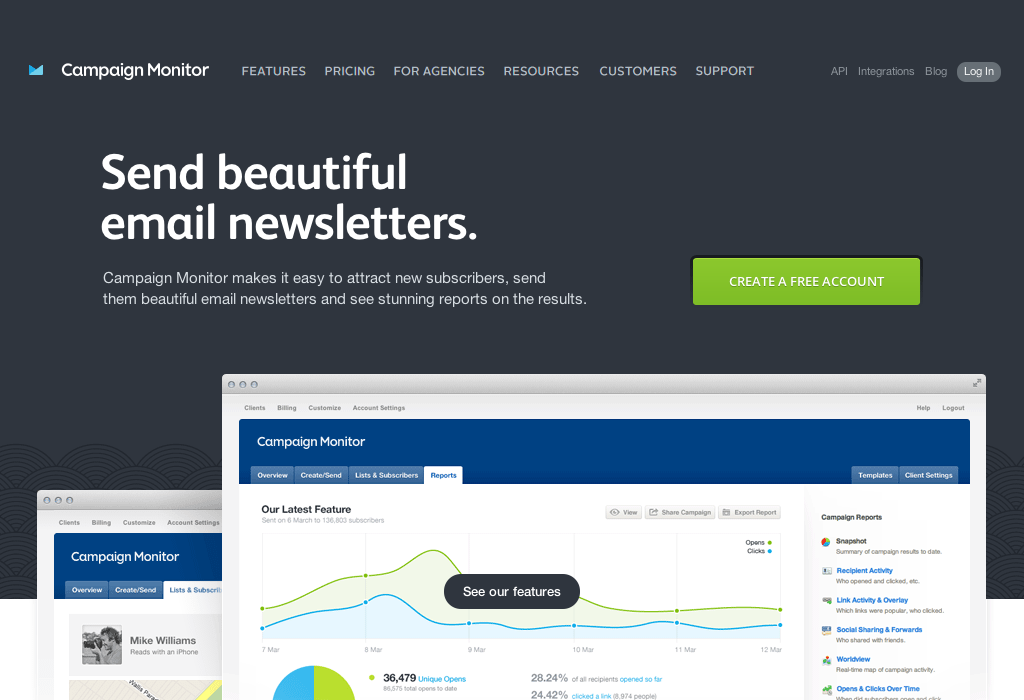 Campaign Monitor FEATURES PRICING FOR AGENCIES RESOURCES CUSTOMERS SUPPORT API Integrations Blog Log In
Send beautiful
email newsletters.
Campaign Monitor makes it easy to attract new subscribers, send
them beautiful email newsletters and see stunning reports on the results.
CREATE A FREE ACCOUNT
Clients Billing Customize Account Settings Help Logout
Campaign Monitor
Overview Create/Send Lists & Subscribers Reports Templates Client Settings
Our Latest Feature
Sent on 6 March to 136,803 subscribers
View Share Campaign Export Report
Opens
Clicks
See our features
7 Mar 8 Mar 9 Mar 10 Mar 11 Mar 12 Mar
36,479 Unique Opens
86,575 total opens to date
28.24% of all recipients opened so far
24.42% clicked a link (8,974 people)
Campaign Reports
Snapshot
Summary of campaign results to date.
Recipient Activity
Who opened and clicked, etc.
Link Activity & Overlay
Which links were popular, who clicked.
Social Sharing & Forwards
Who shared with friends.
Worldview
Real-time map of campaign activity.
Opens & Clicks Over Time
When did subscribers open and click
Clients Billing Customize Account Settings
Campaign Monitor
Overview Create/Send Lists & Subscri
Mike Williams
Reads with an iPhone